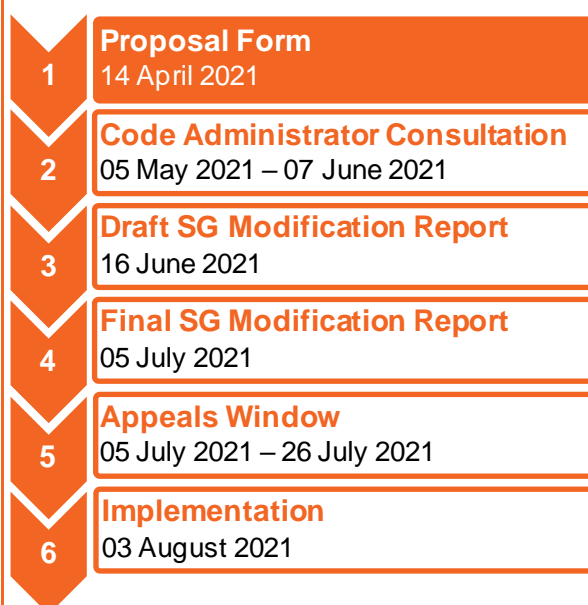 1
Proposal Form
14 April 2021
2
Code Administrator Consultation
05 May 2021 – 07 June 2021
3
Draft SG Modification Report
16 June 2021
4
Final SG Modification Report
05 July 2021
5
Appeals Window
05 July 2021 – 26 July 2021
6
Implementation
03 August 2021